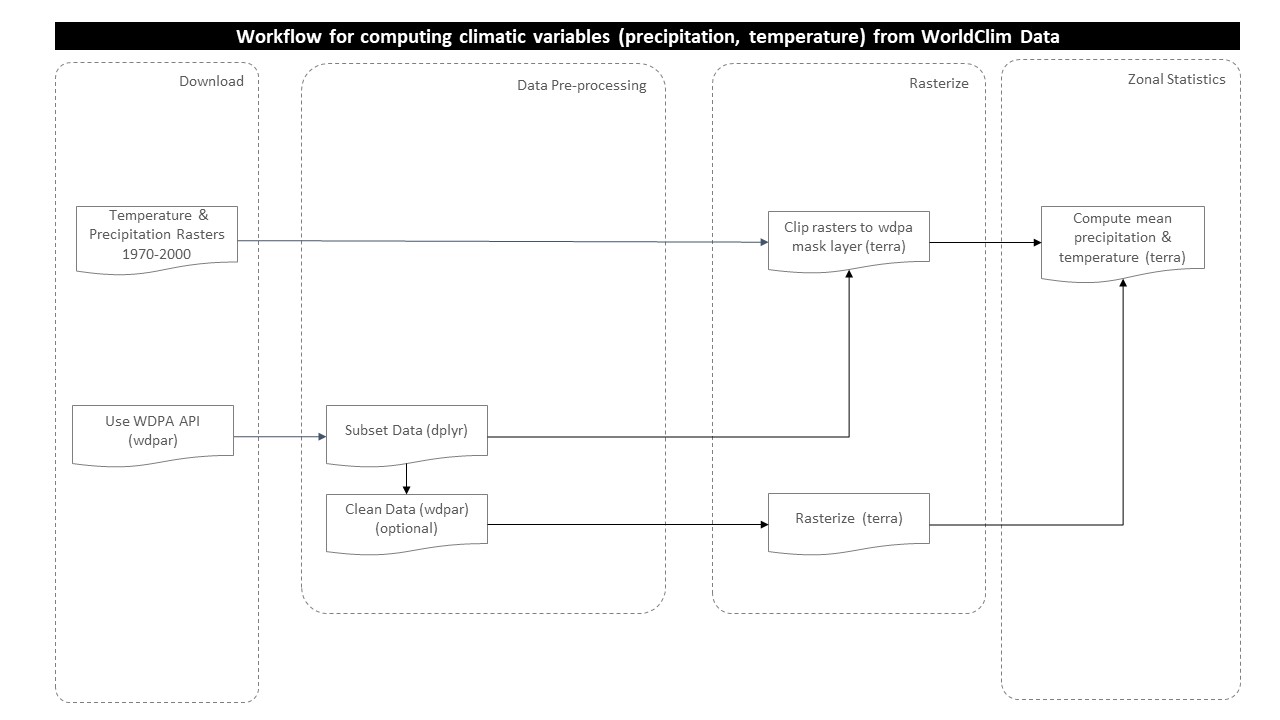 Workflow for computing climatic variables (precipitation, temperature) from WorldClim Data
Download
Data Pre-processing
Rasterize
Zonal Statistics
Temperature &
Precipitation Rasters
1970-2000
Clip rasters to wdpa
mask layer (terra)
Compute mean
precipitation &
temperature (terra)
Use WDPA API
(wdpar)
Subset Data (dplyr)
Clean Data (wdpar)
(optional)
Rasterize (terra)